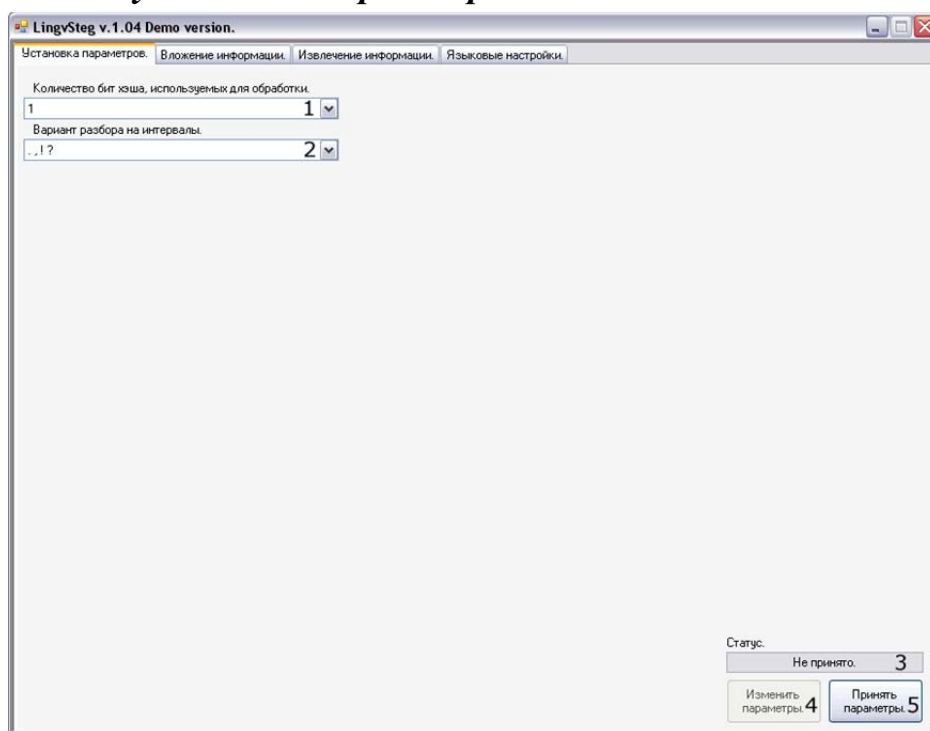 LingvSteg v.1.04 Demo version.
Установка параметров. Вложение информации. Извлечение информации. Языковые настройки.
Количество бит хэша, используемых для обработки.
1 1
Вариант разбора на интервалы.
. , ! ? 2
Статус.
Не принято. 3
Изменить параметры. 4
Принять параметры. 5